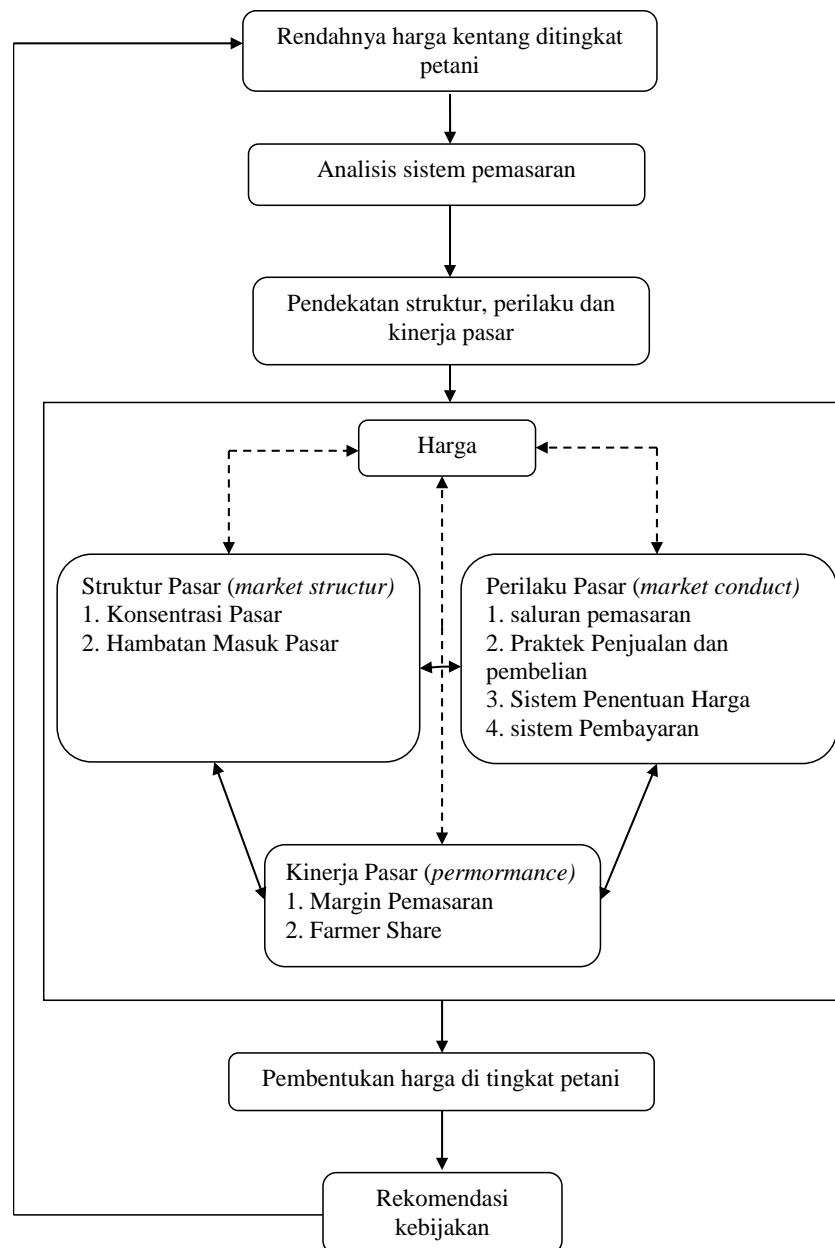 Rendahnya harga kentang ditingkat
petani
Analisis sistem pemasaran
Pendekatan struktur, perilaku dan
kinerja pasar
Harga
Struktur Pasar (market structur)
1. Konsentrasi Pasar
2. Hambatan Masuk Pasar
Perilaku Pasar (market conduct)
1. saluran pemasaran
2. Praktek Penjualan dan
pembelian
3. Sistem Penentuan Harga
4. sistem Pembayaran
Kinerja Pasar (permormance)
1. Margin Pemasaran
2. Farmer Share
Pembentukan harga di tingkat petani
Rekomendasi
kebijakan